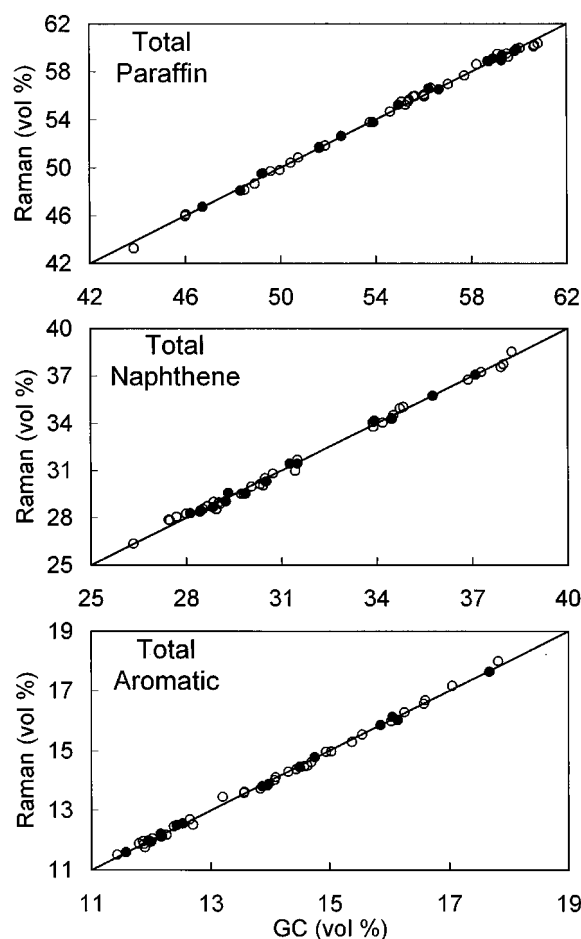 Total
Paraffin
Raman (vol %)
62
58
54
50
46
42
42 46 50 54 58 62
Total
Naphthene
Raman (vol %)
40
37
34
31
28
25
25 28 31 34 37 40
Total
Aromatic
Raman (vol %)
19
17
15
13
11
11 13 15 17 19
GC (vol %)